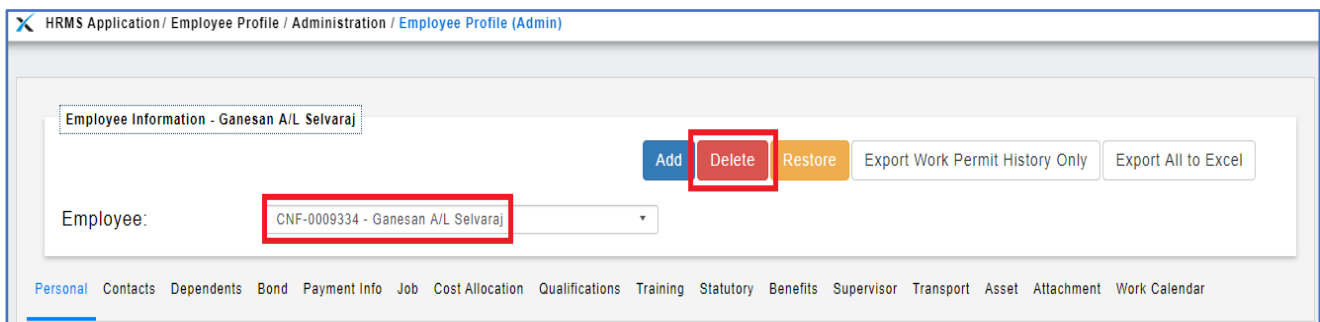 HRMS Application / Employee Profile / Administration / Employee Profile (Admin)
Employee Information - Ganesan A/L Selvaraj
Add Delete Restore Export Work Permit History Only Export All to Excel
Employee: CNF-0009334 - Ganesan A/L Selvaraj
Personal Contacts Dependents Bond Payment Info Job Cost Allocation Qualifications Training Statutory Benefits Supervisor Transport Asset Attachment Work Calendar